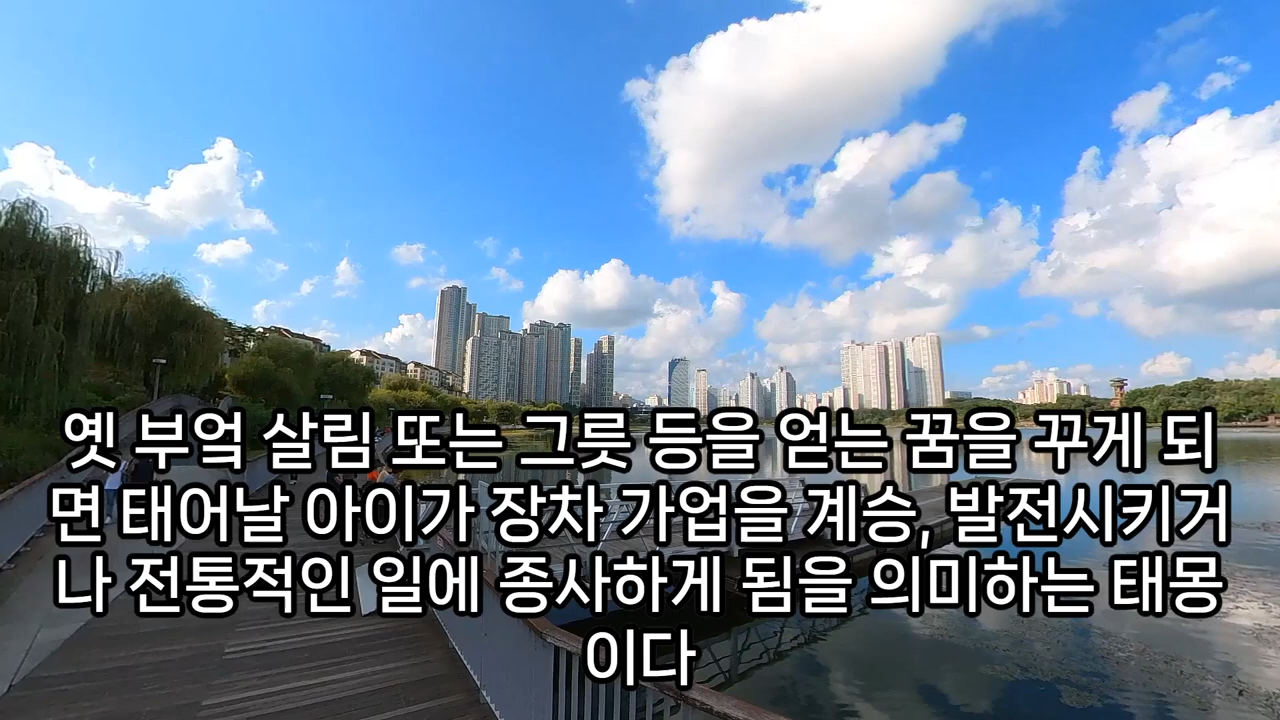 옛 부엌 살림 또는 그릇 등을 얻는 꿈을 꾸게 되
면 태어날 아이가 장차 가업을 계승, 발전시키거
나 전통적인 일에 종사하게 됨을 의미하는 태몽
이다